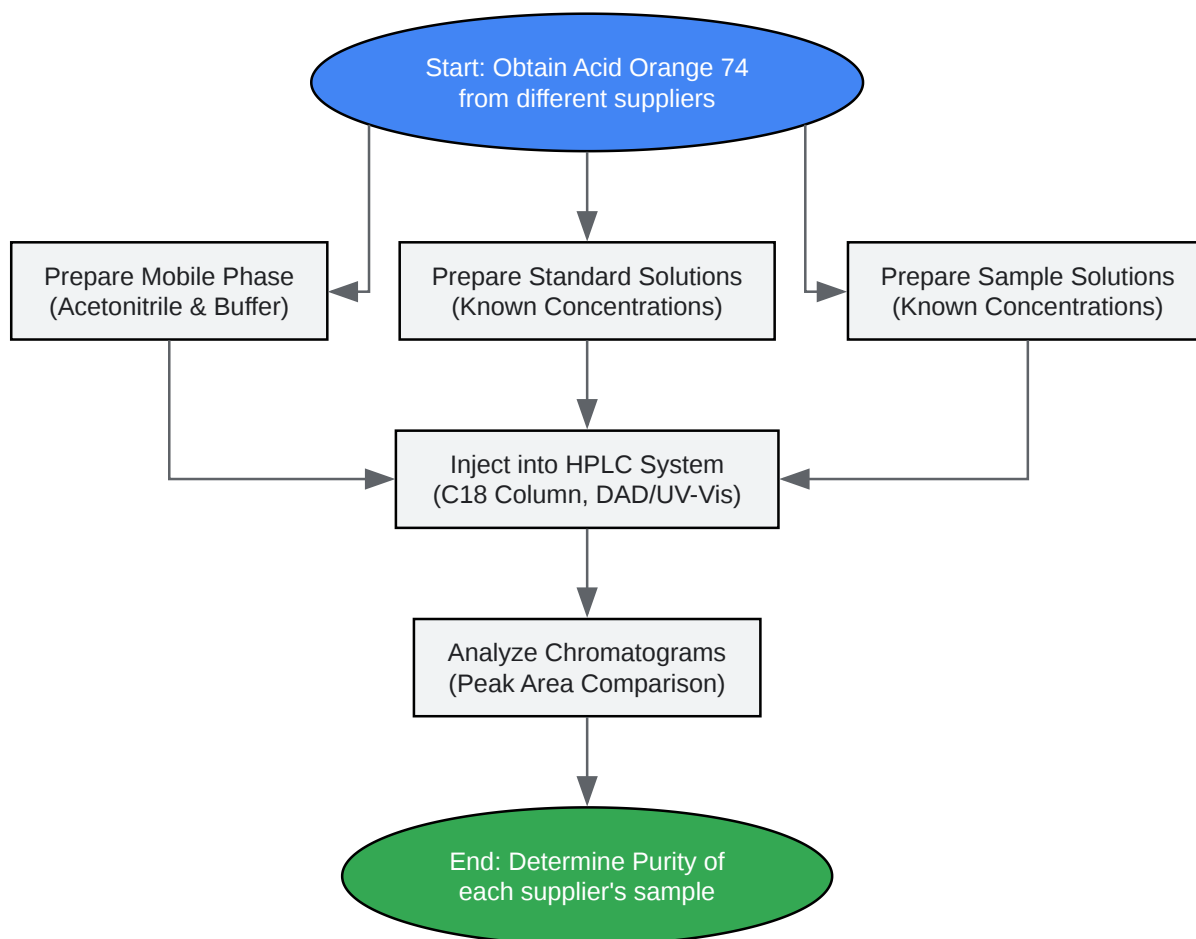 Start: Obtain Acid Orange 74
from different suppliers
Prepare Mobile Phase
(Acetonitrile & Buffer)
Prepare Standard Solutions
(Known Concentrations)
Prepare Sample Solutions
(Known Concentrations)
Inject into HPLC System
(C18 Column, DAD/UV-Vis)
Analyze Chromatograms
(Peak Area Comparison)
End: Determine Purity of
each supplier's sample